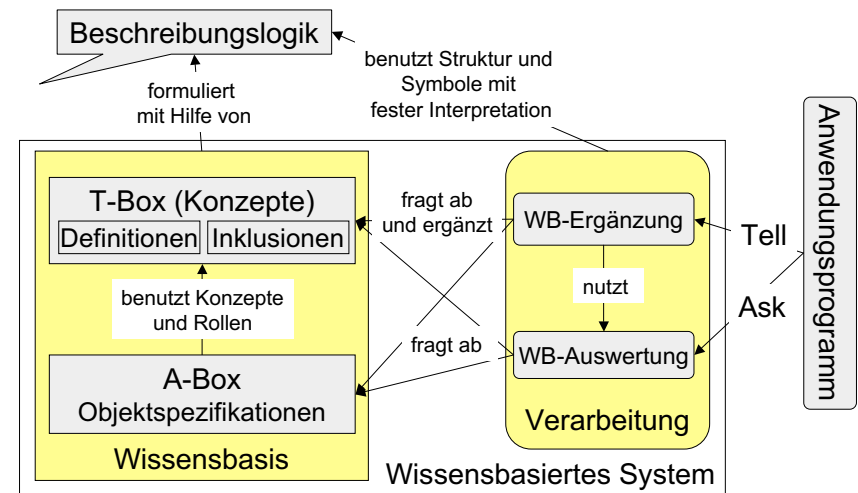 Beschreibungslogik
benutzt Struktur und
Symbole mit
fester Interpretation
formuliert
mit Hilfe von
T-Box (Konzepte)
Definitionen
Inklusionen
fragt ab
und ergänzt
WB-Ergänzung
Tell
benutzt Konzepte
und Rollen
nutzt
Ask
fragt ab
WB-Auswertung
A-Box
Objektspezifikationen
Verarbeitung
Wissensbasis
Wissensbasiertes System
Anwendungsprogramm